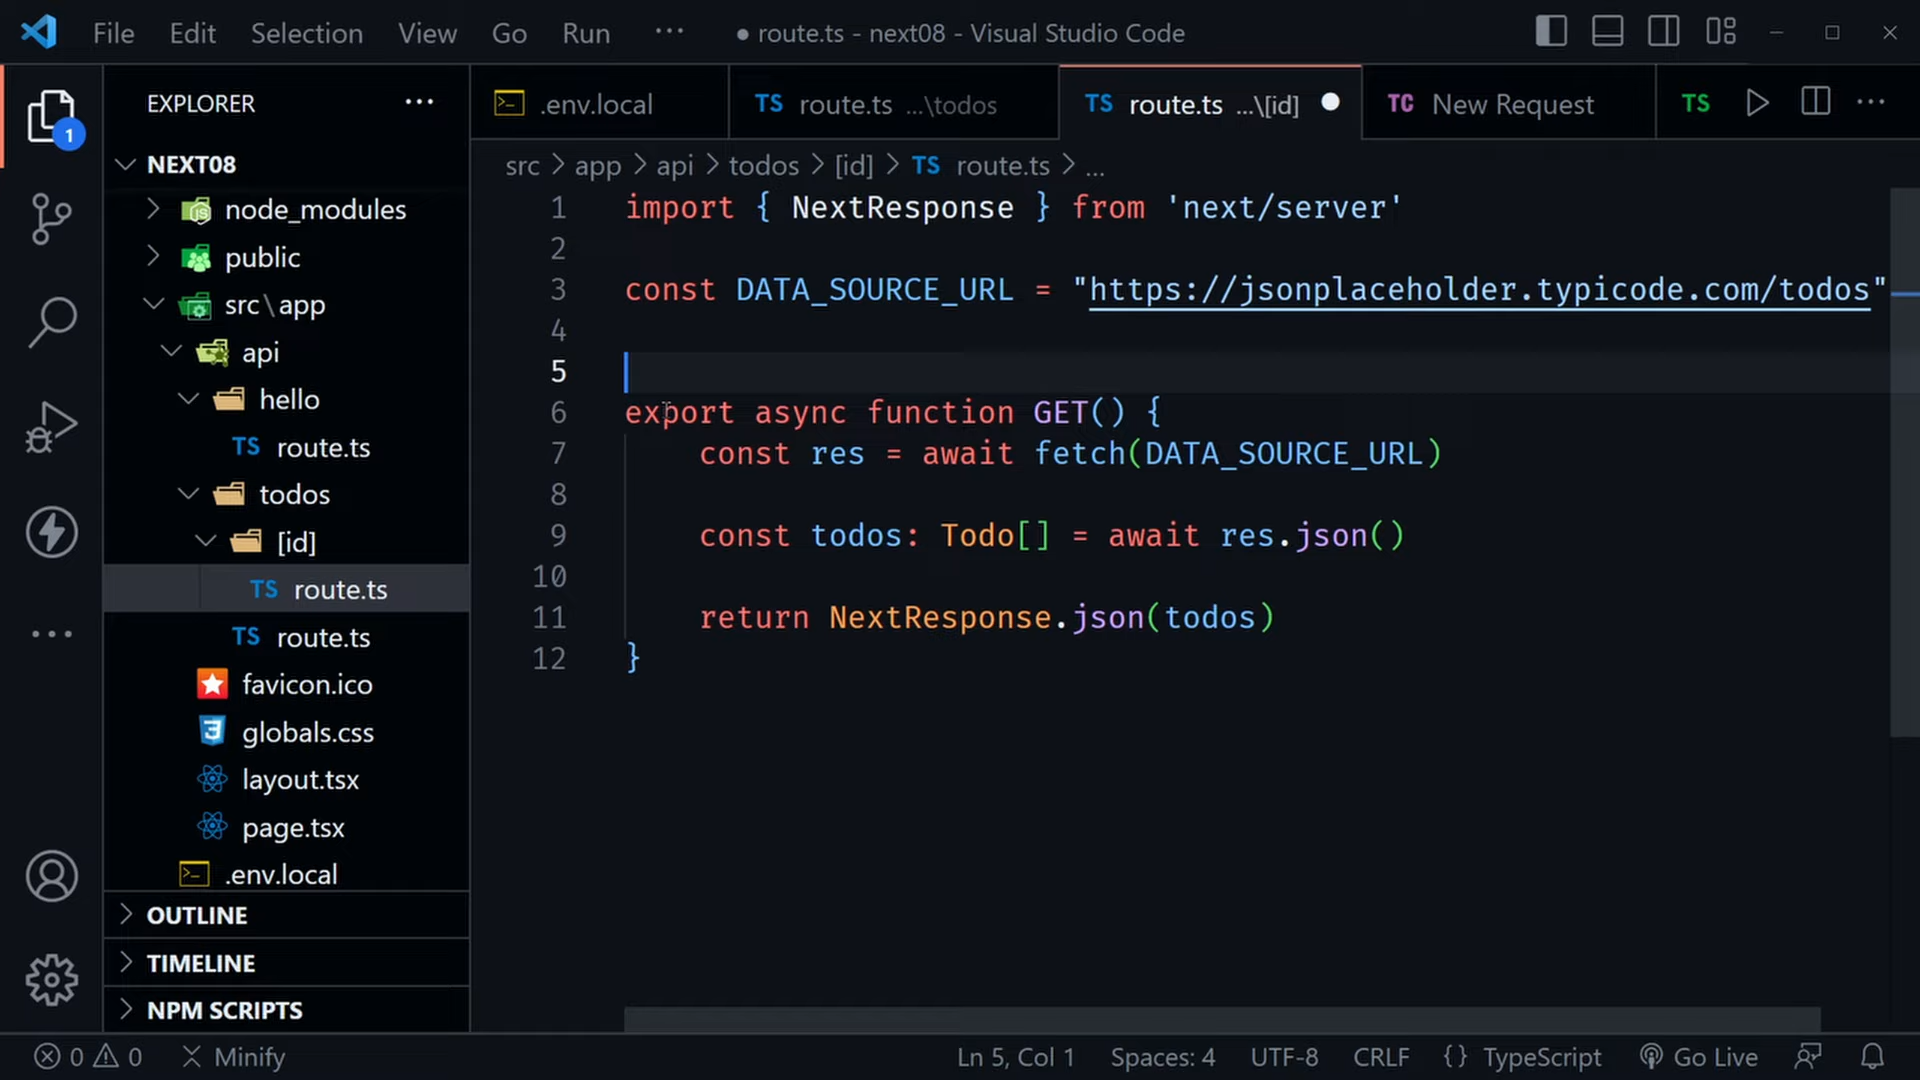 File Edit Selection View Go Run ··· ● route.ts - next08 - Visual Studio Code
EXPLORER ···
1
NEXT08
node_modules
public
src\app
api
hello
TS route.ts
todos
[id]
TS route.ts
TS route.ts
favicon.ico
globals.css
layout.tsx
page.tsx
.env.local
OUTLINE
TIMELINE
NPM SCRIPTS
.env.local
TS route.ts ...\todos
TS route.ts ...\[id]
TC New Request
TS
src > app > api > todos > [id] > TS route.ts > ...
1 import { NextResponse } from 'next/server'
2
3 const DATA_SOURCE_URL = "https://jsonplaceholder.typicode.com/todos"
4
5
6 export async function GET() {
7 const res = await fetch(DATA_SOURCE_URL)
8
9 const todos: Todo[] = await res.json()
10
11 return NextResponse.json(todos)
12 }
0 0 Minify Ln 5, Col 1 Spaces: 4 UTF-8 CRLF {} TypeScript Go Live